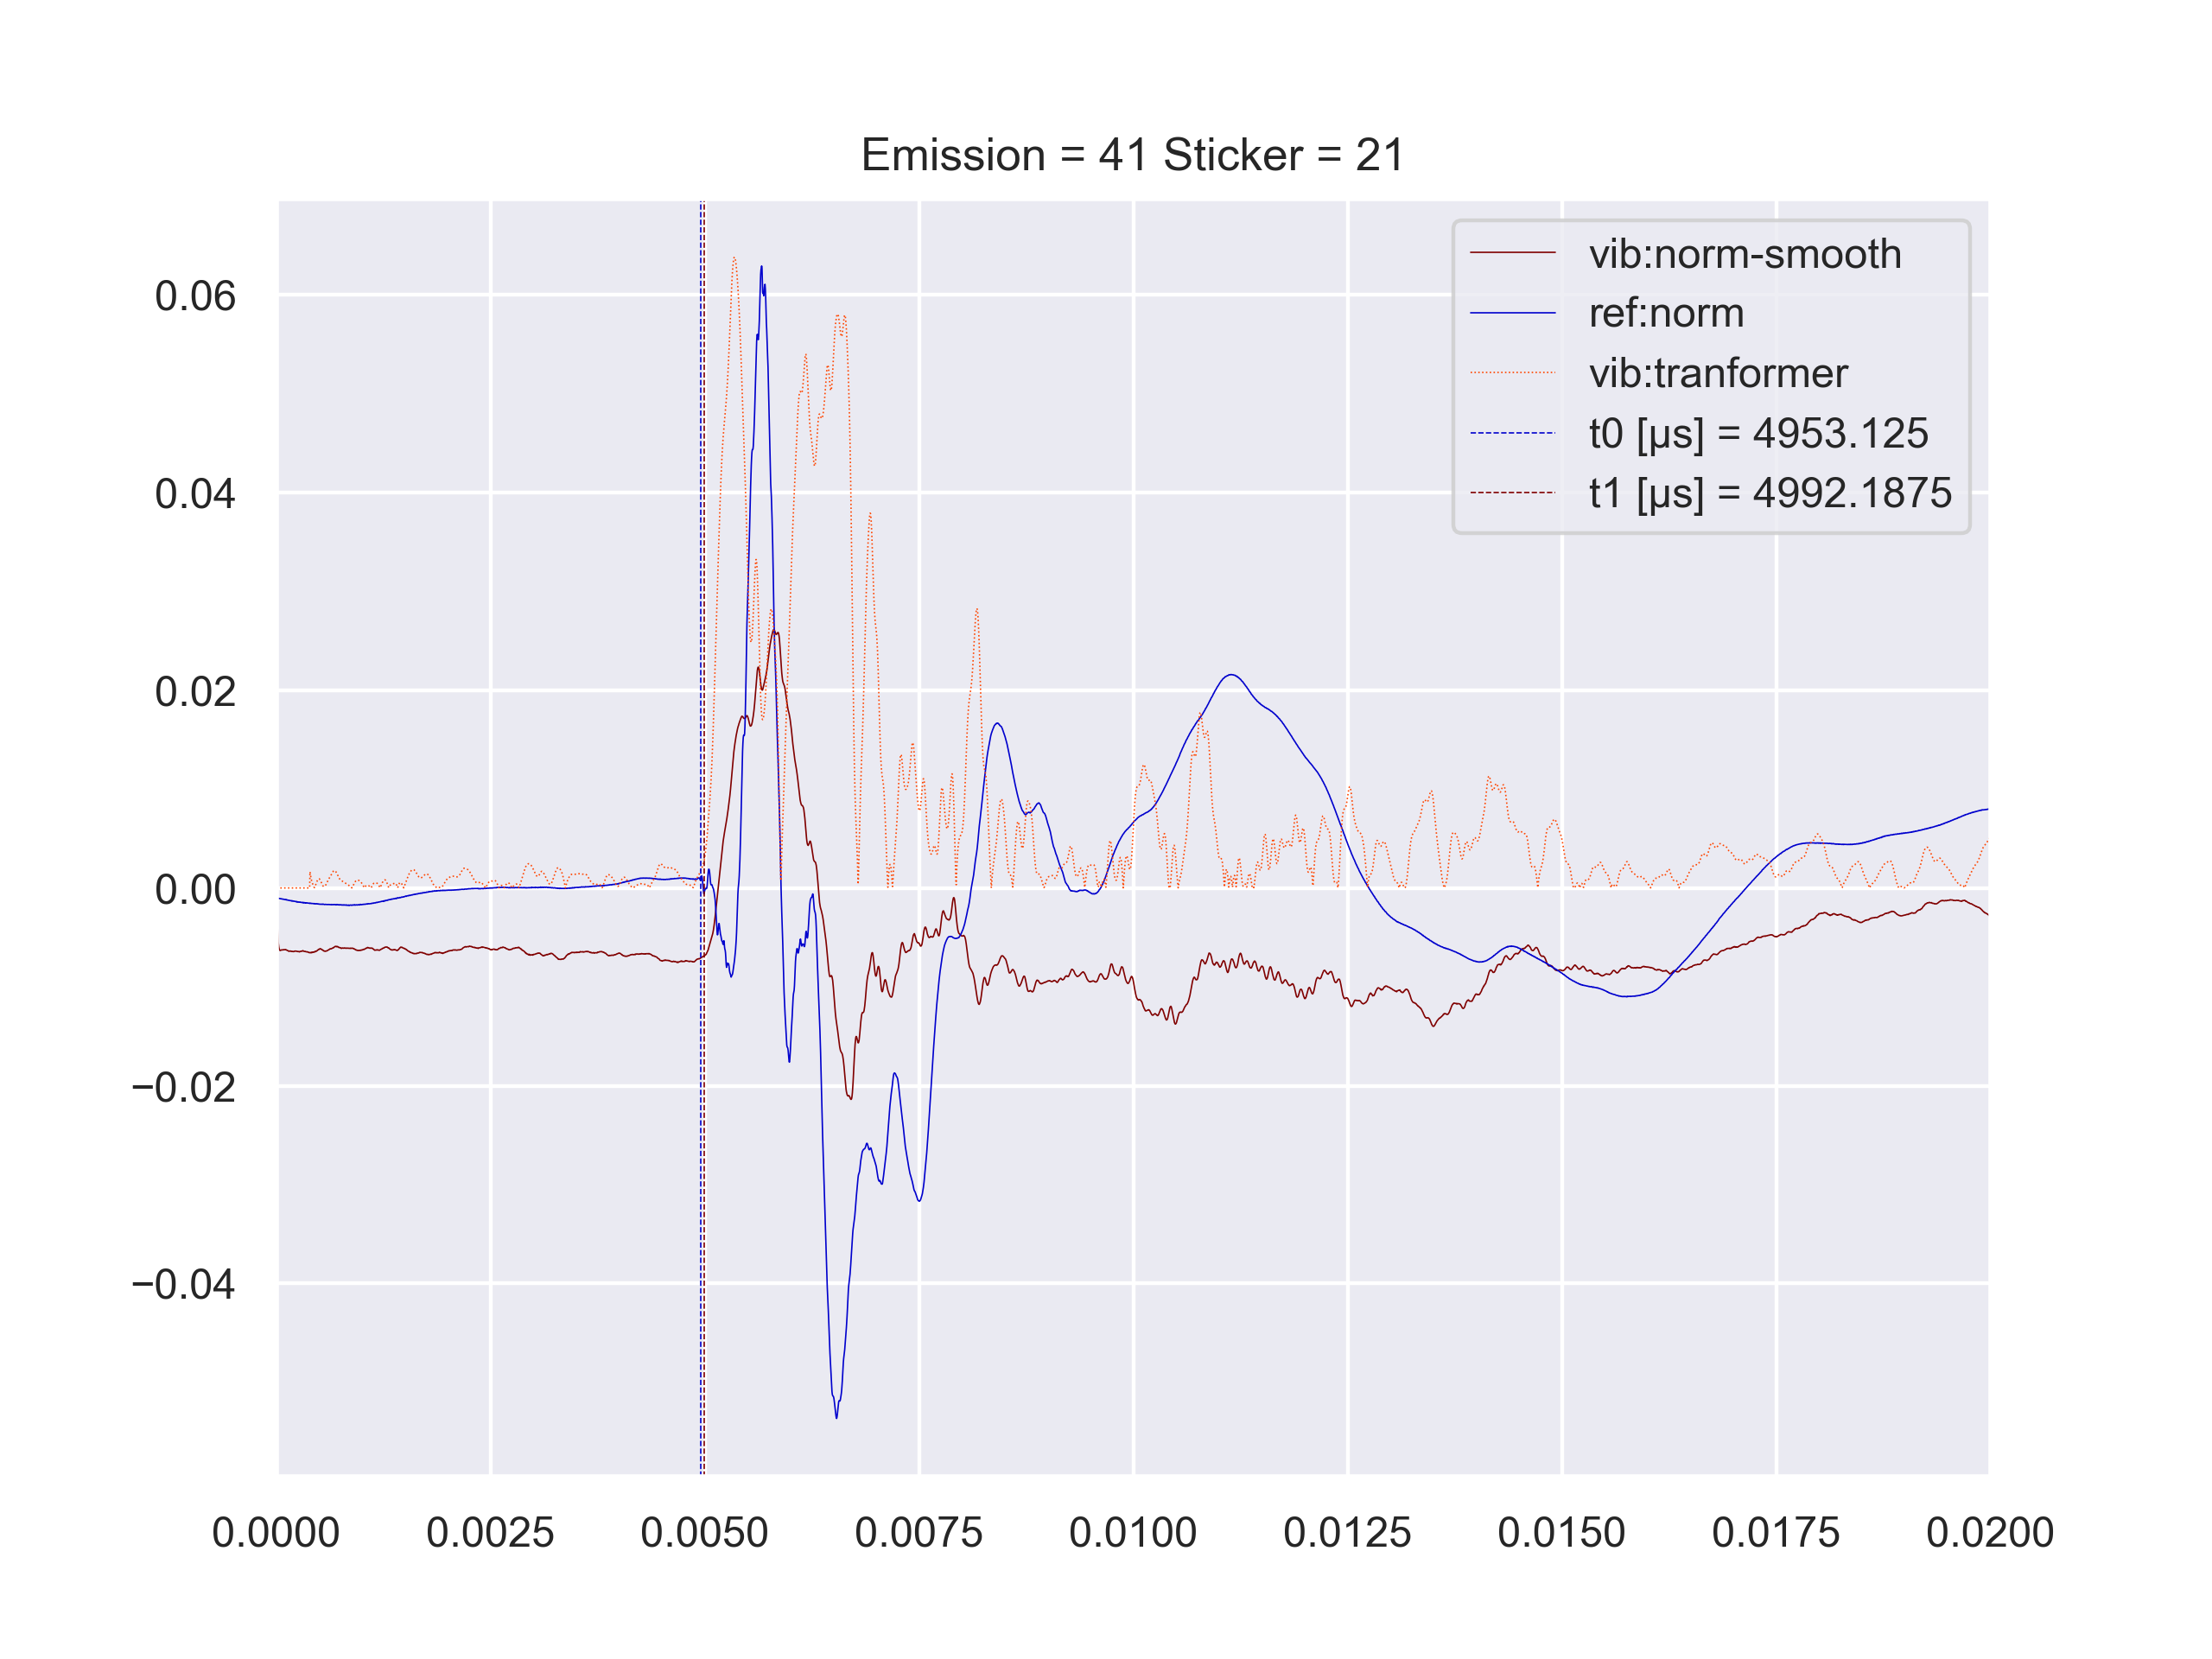 Emission = 41 Sticker = 21
vib:norm-smooth
ref:norm
vib:tranformer
t0 [µs] = 4953.125
t1 [µs] = 4992.1875
0.06
0.04
0.02
0.00
−0.02
−0.04
0.0000 0.0025 0.0050 0.0075 0.0100 0.0125 0.0150 0.0175 0.0200